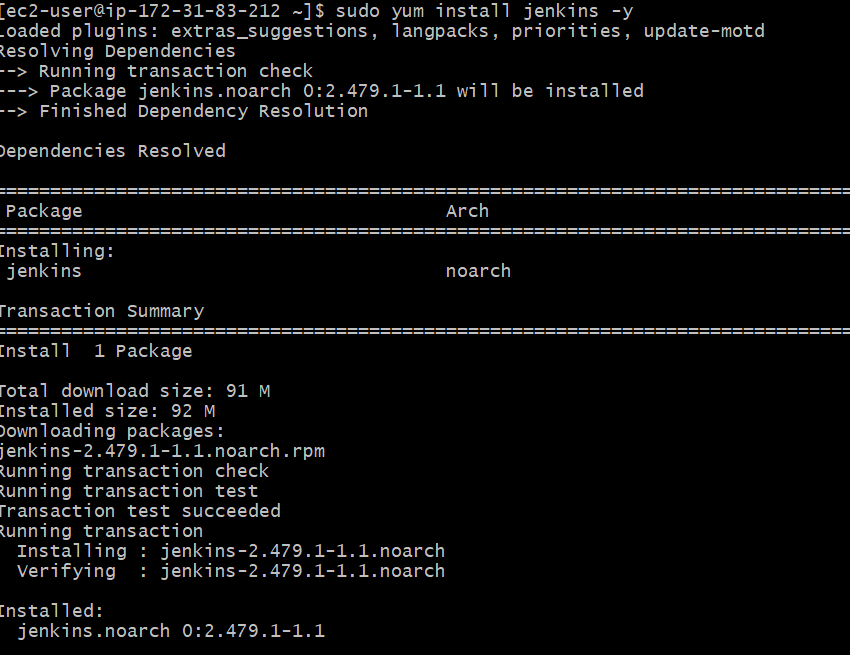 [ec2-user@ip-172-31-83-212 ~]$ sudo yum install jenkins -y
Loaded plugins: extras_suggestions, langpacks, priorities, update-motd
Resolving Dependencies
--> Running transaction check
---> Package jenkins.noarch 0:2.479.1-1.1 will be installed
--> Finished Dependency Resolution
Dependencies Resolved
================================================================================
Package Arch
================================================================================
Installing:
jenkins noarch
Transaction Summary
================================================================================
Install  1 Package
Total download size: 91 M
Installed size: 92 M
Downloading packages:
jenkins-2.479.1-1.1.noarch.rpm
Running transaction check
Running transaction test
Transaction test succeeded
Running transaction
  Installing : jenkins-2.479.1-1.1.noarch
  Verifying  : jenkins-2.479.1-1.1.noarch
Installed:
  jenkins.noarch 0:2.479.1-1.1